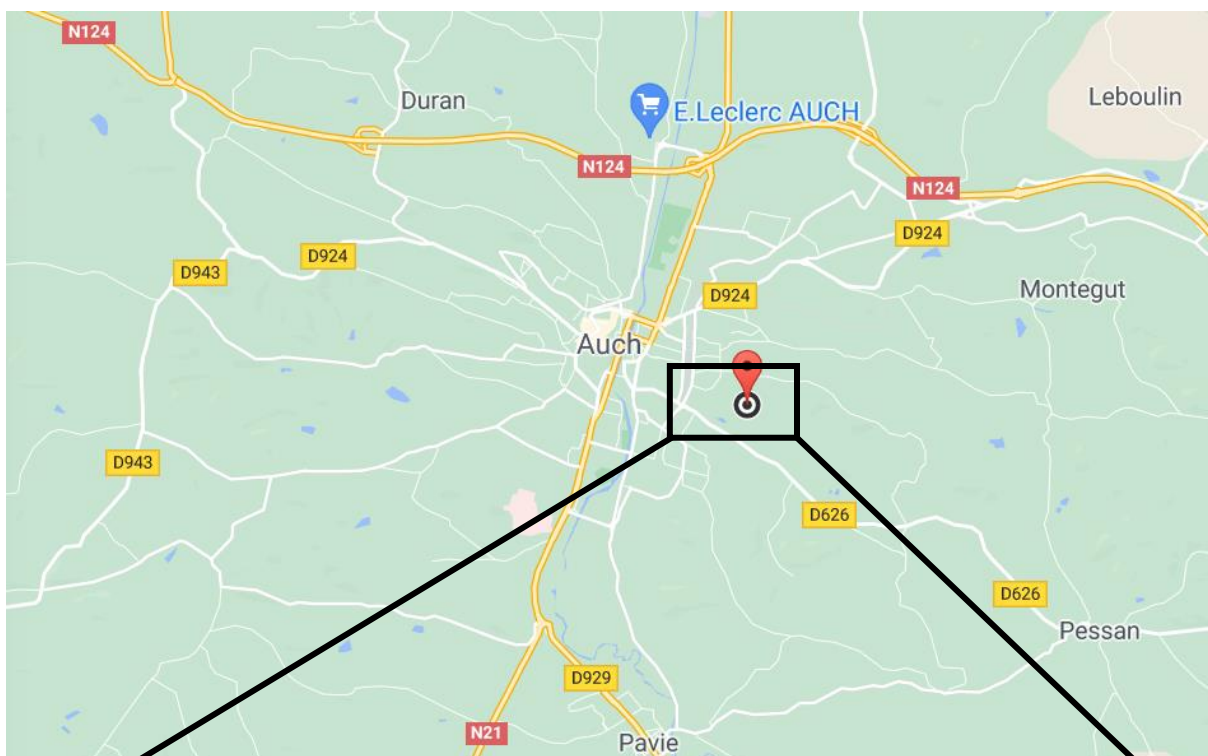 N124
Duran
Leboulin
E.Leclerc AUCH
N124
N124
D924
D924
D943
D924
Montegut
Auch
D943
D626
D626
Pessan
D929
N21
Pavie